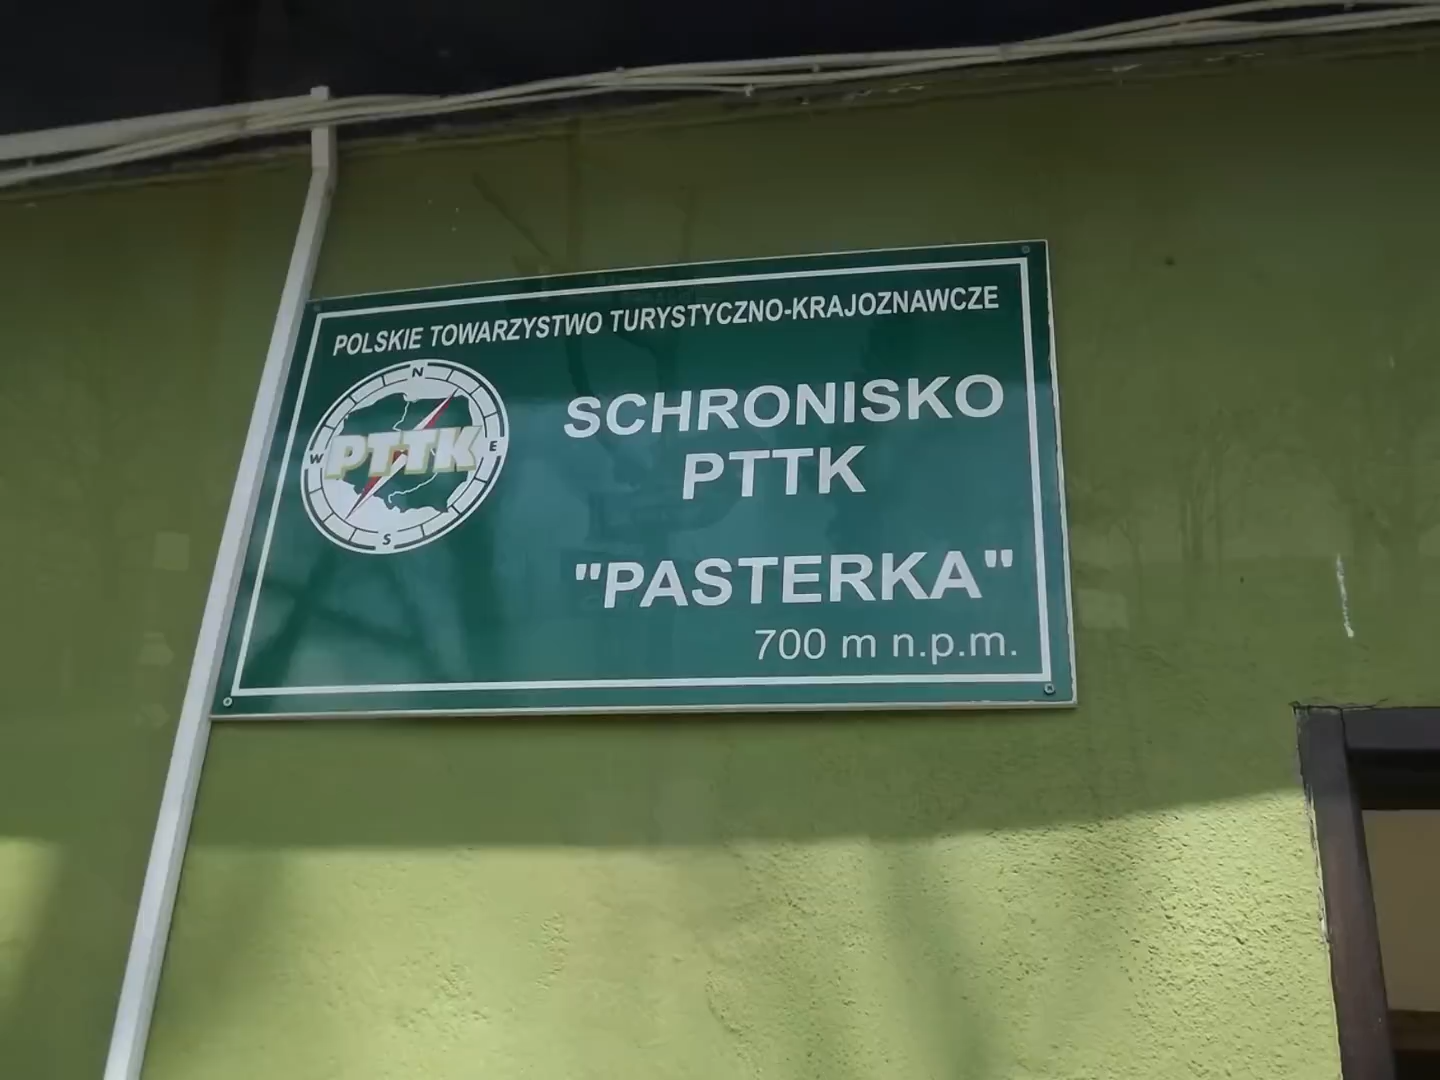 POLSKIE TOWARZYSTWO TURYSTYCZNO-KRAJOZNAWCZE
N
W PTTK E
S
SCHRONISKO
PTTK
"PASTERKA"
700 m n.p.m.